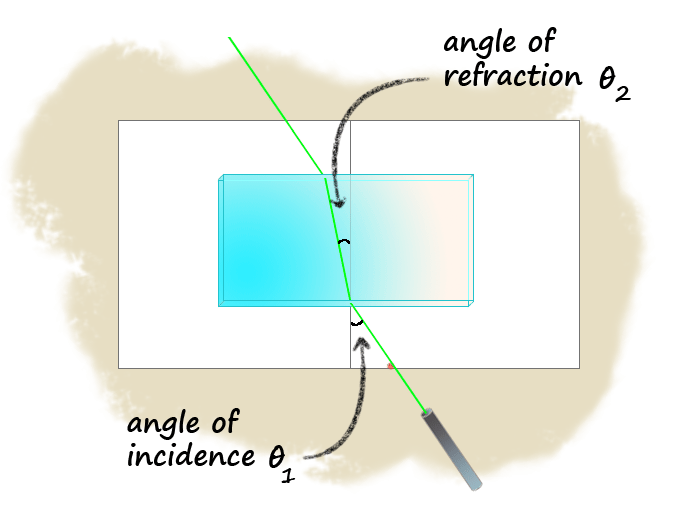 angle of
refraction θ2
angle of
incidence θ1